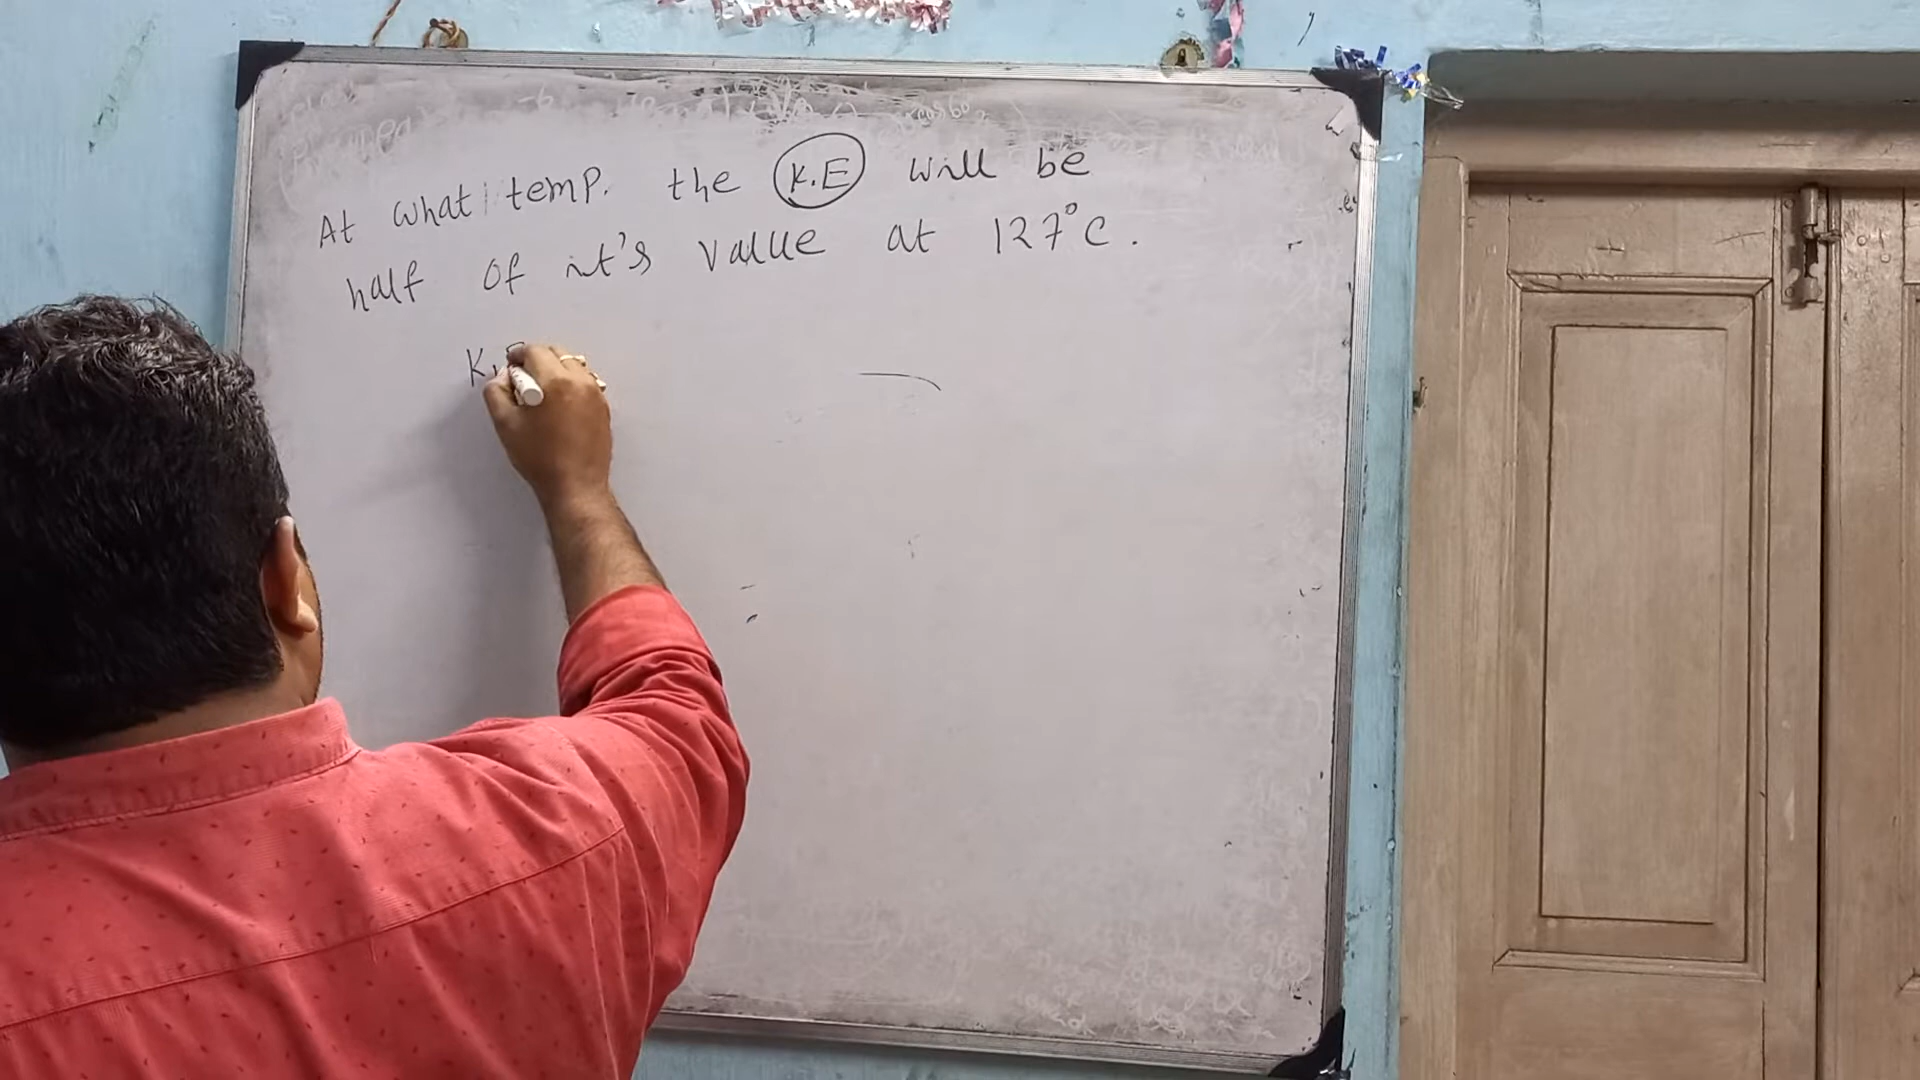 At what temp. the K.E will be
half of it's value at 127°C.
K.E